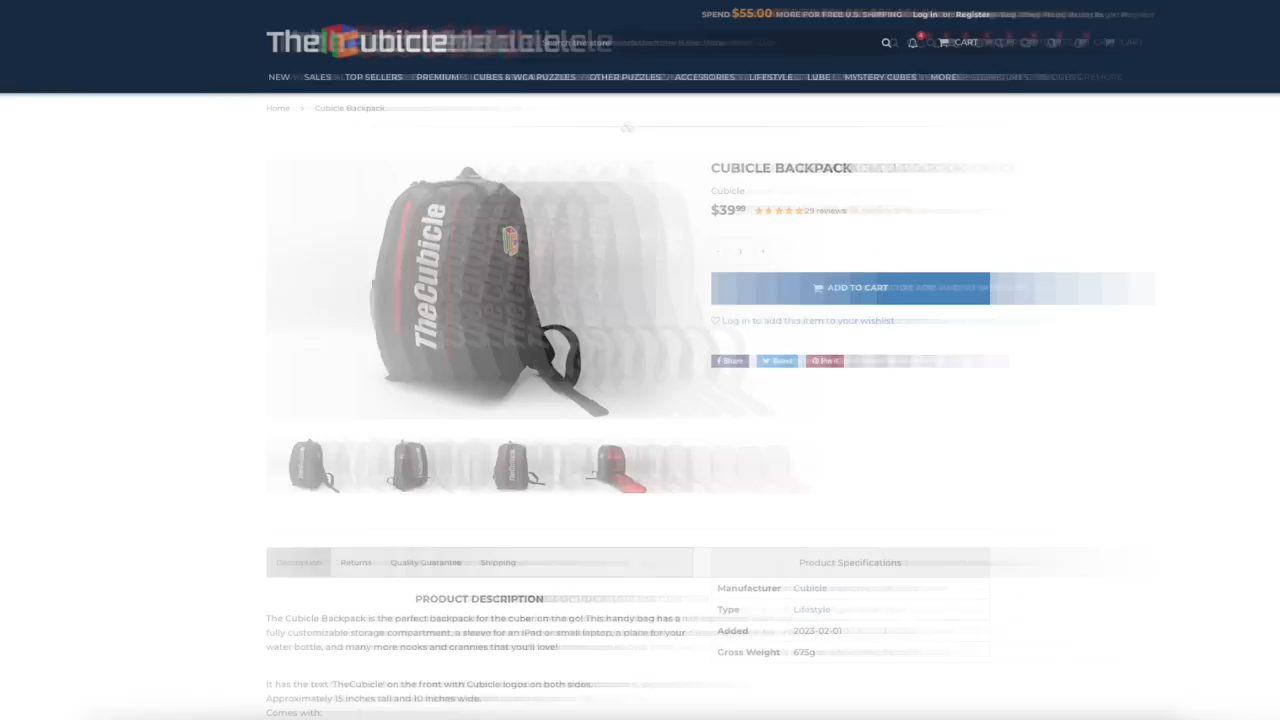 SPEND $55.00 MORE FOR FREE U.S. SHIPPING Log in or Register
TheCubicle
Search the store
4
CART
NEW SALES TOP SELLERS PREMIUM CUBES & WCA PUZZLES OTHER PUZZLES ACCESSORIES LIFESTYLE LUBE MYSTERY CUBES MORE
Home › Cubicle Backpack
CUBICLE BACKPACK
Cubicle
$39⁹⁹ 29 reviews
- 1 +
ADD TO CART
Log in to add this item to your wishlist
Share Tweet Pin it
TheCubicle
TheCubicle
Description Returns Quality Guarantee Shipping
PRODUCT DESCRIPTION
The Cubicle Backpack is the perfect backpack for the cuber on the go! This handy bag has a
fully customizable storage compartment, a sleeve for an iPad or small laptop, a place for your
water bottle, and many more nooks and crannies that you'll love!
It has the text 'TheCubicle' on the front with Cubicle logos on both sides.
Approximately 15 inches tall and 10 inches wide.
Comes with:
Product Specifications
Manufacturer Cubicle
Type Lifestyle
Added 2023-02-01
Gross Weight 675g